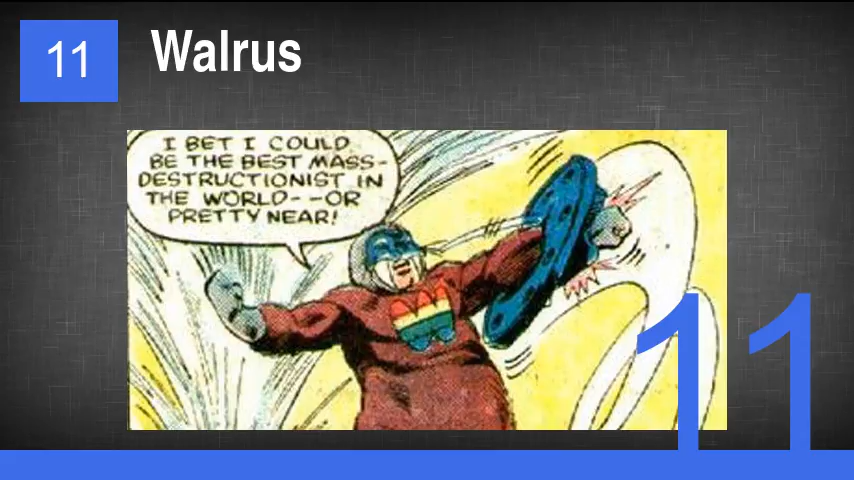 11
Walrus
I BET I COULD
BE THE BEST MASS-
DESTRUCTIONIST IN
THE WORLD--OR
PRETTY NEAR!
11